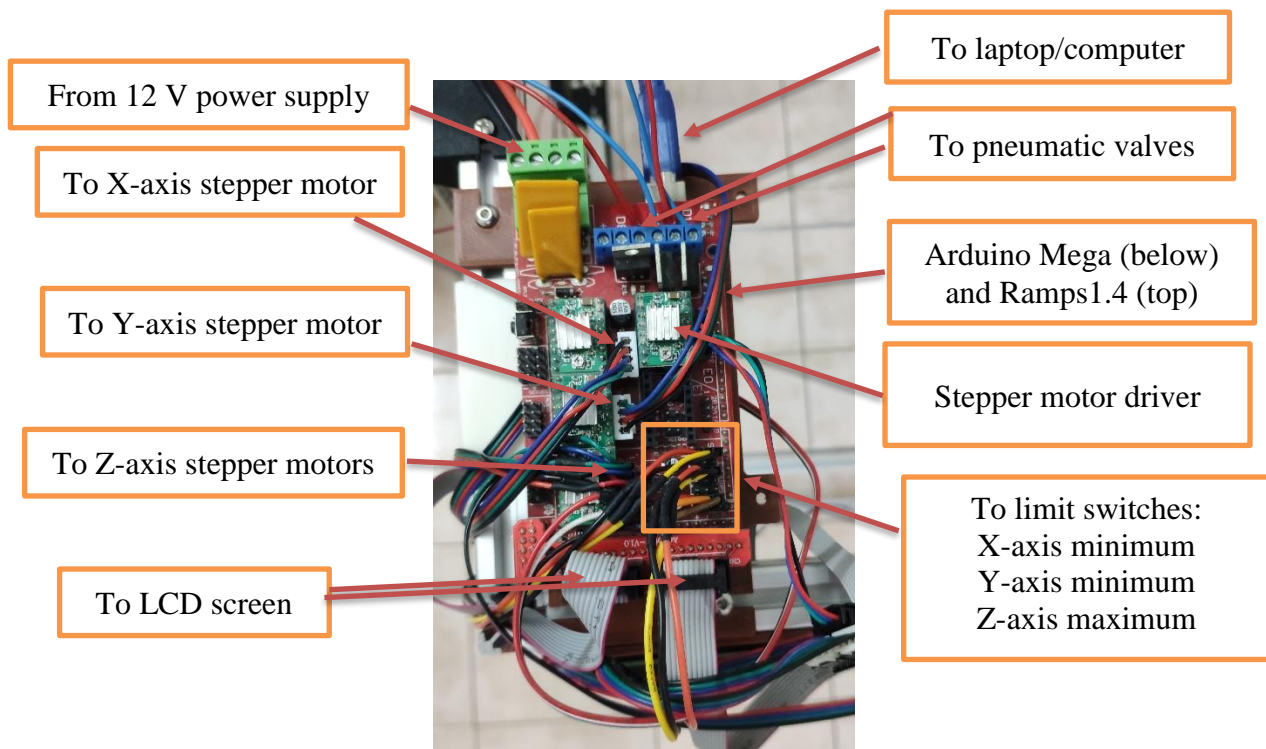 From 12 V power supply
To X-axis stepper motor
To Y-axis stepper motor
To Z-axis stepper motors
To LCD screen
To laptop/computer
To pneumatic valves
Arduino Mega (below)
and Ramps1.4 (top)
Stepper motor driver
To limit switches:
X-axis minimum
Y-axis minimum
Z-axis maximum